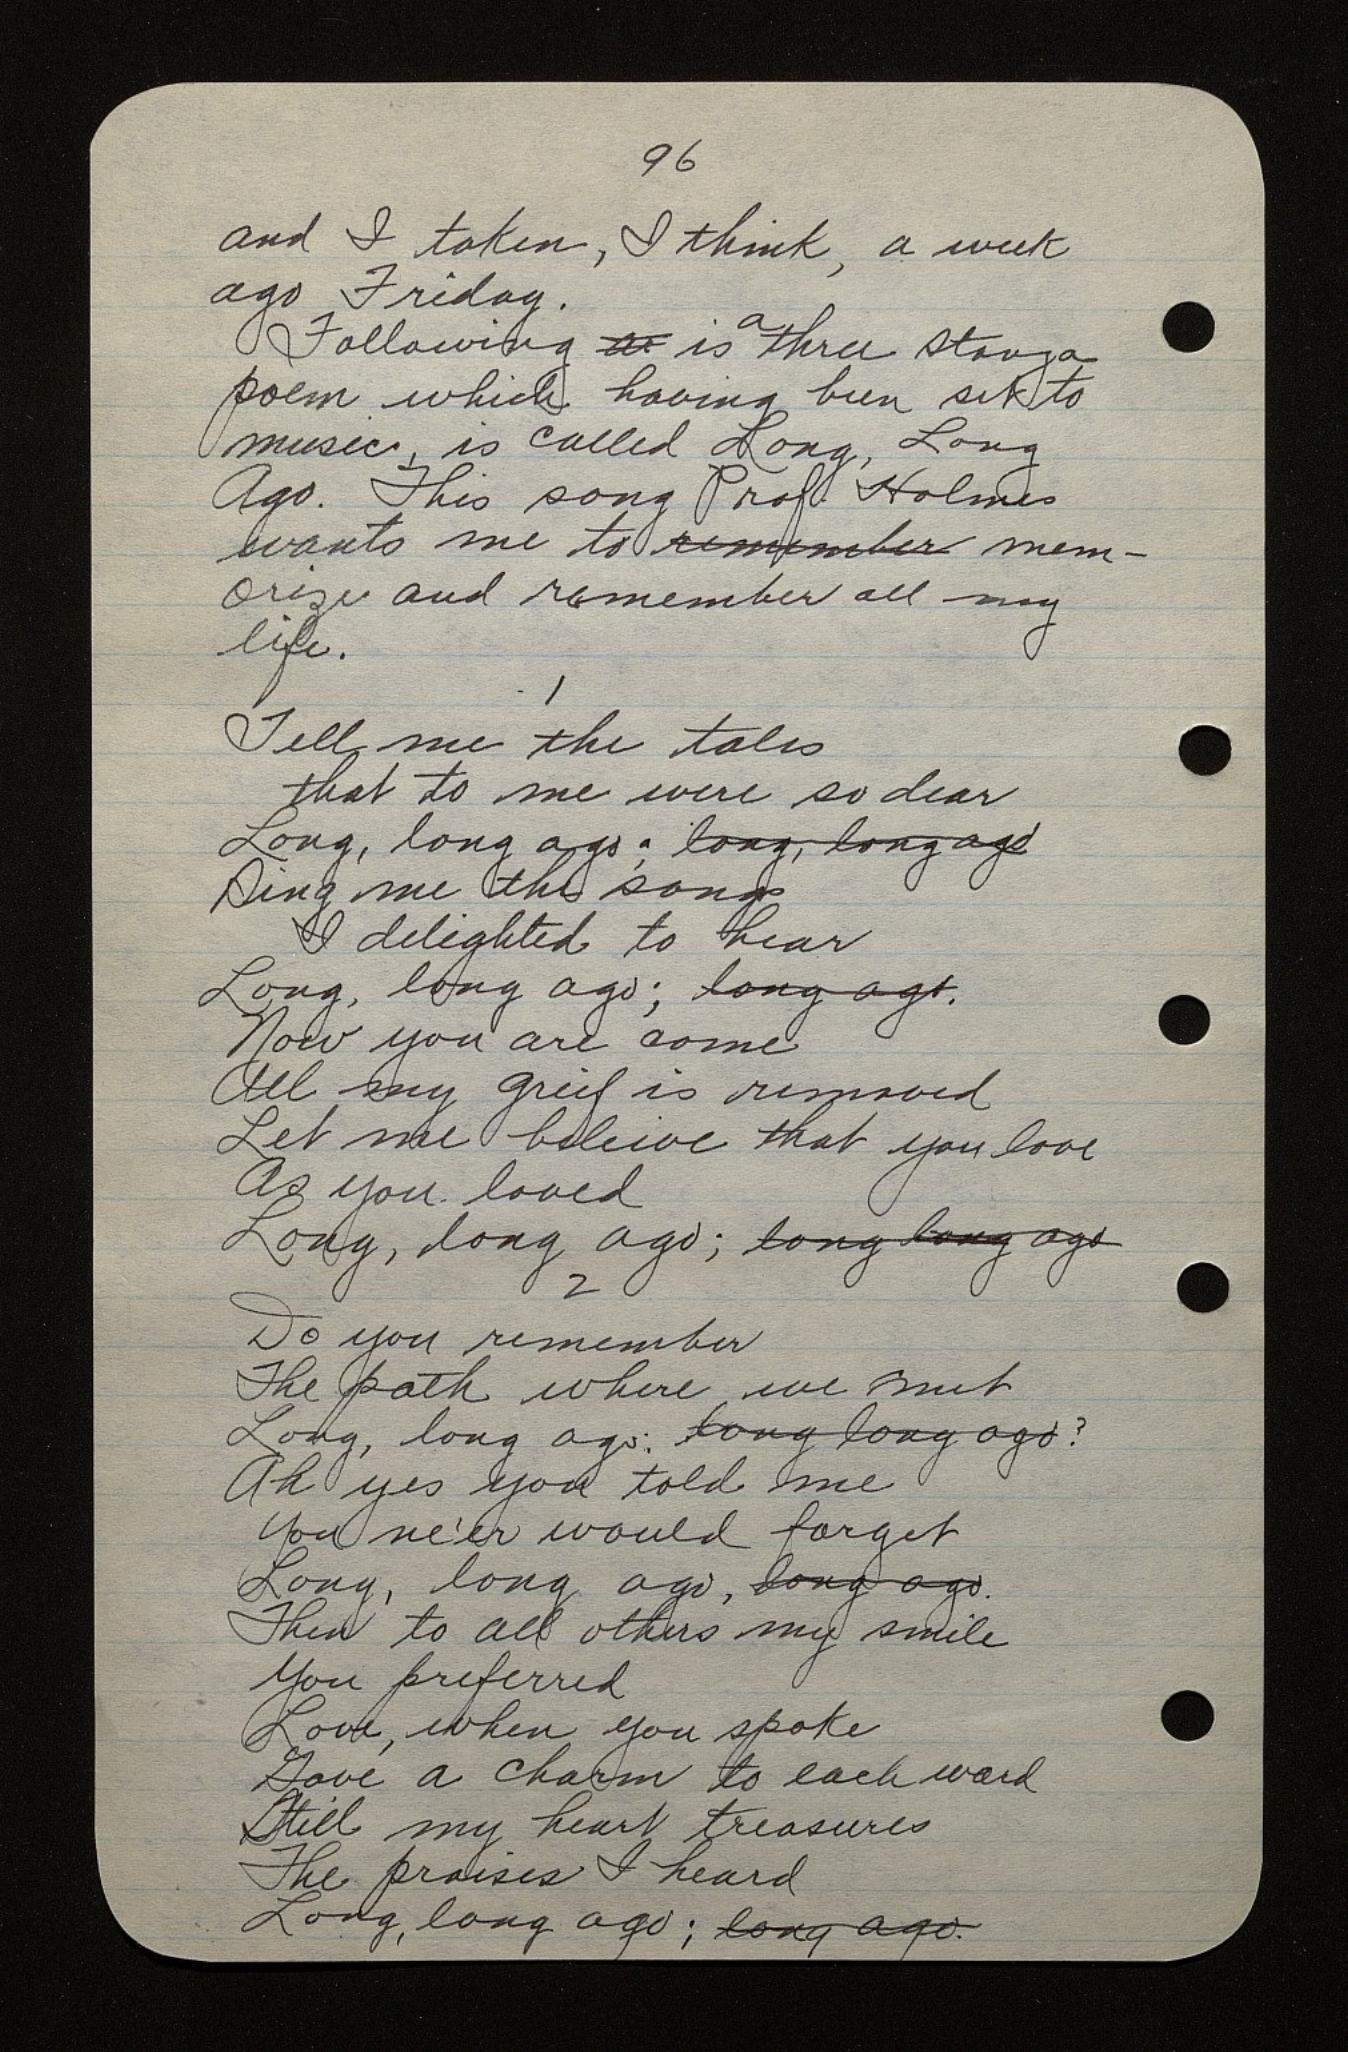 96
and I taken, I think, a week
ago Friday.
Following ar is a three stanza
poem which having been set to
music, is called Long, Long
Ago. This song Prof. Holmes
wants me to remember mem-
orize and remember all my
life.
1
Tell me the tales
that to me were so dear
Long, long ago; long, long ago
Sing me the songs
I delighted to hear
Long, long ago; long ago.
Now you are come
All my greif is removed
Let me beleive that you love
As you loved
Long, long ago; long long ago
2
Do you remember
The path where we met
Long, long ago: long long ago?
Ah yes you told me
you ne'er would forget
Long, long ago, long ago.
Then to all others my smile
you preferred
Love, when you spoke
Gave a charm to each word
Still my heart treasures
The praises I heard
Long, long ago; long ago.